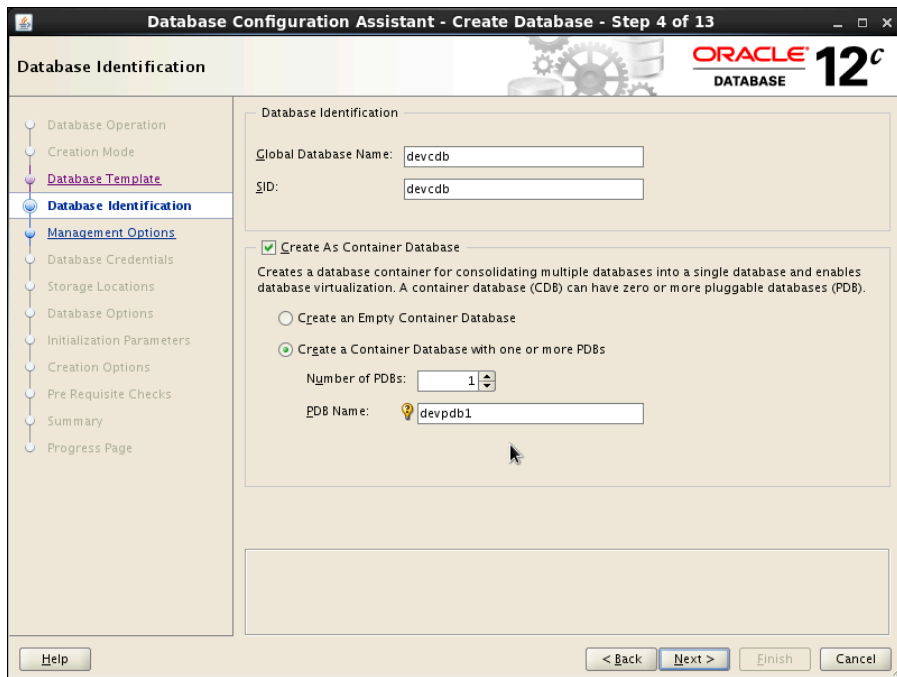 Database Configuration Assistant - Create Database - Step 4 of 13
Database Identification
ORACLE
DATABASE
12c
Database Operation
Creation Mode
Database Template
Database Identification
Management Options
Database Credentials
Storage Locations
Database Options
Initialization Parameters
Creation Options
Pre Requisite Checks
Summary
Progress Page
Database Identification
Global Database Name: devcdb
SID: devcdb
Create As Container Database
Creates a database container for consolidating multiple databases into a single database and enables
database virtualization. A container database (CDB) can have zero or more pluggable databases (PDB).
Create an Empty Container Database
Create a Container Database with one or more PDBs
Number of PDBs: 1
PDB Name: devpdb1
Help
< Back
Next >
Finish
Cancel